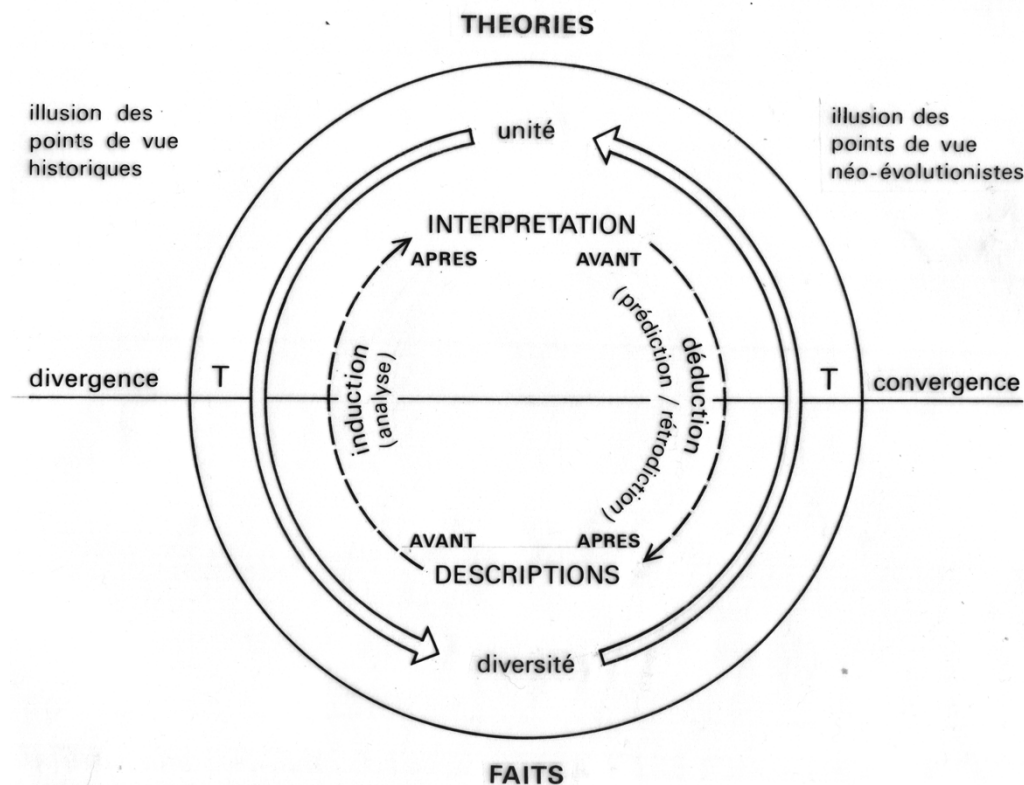 THEORIES
illusion des
points de vue
historiques
illusion des
points de vue
néo-évolutionistes
unité
INTERPRETATION
APRES
AVANT
divergence
T
induction
(analyse)
(prédiction / rétrodiction)
déduction
T
convergence
AVANT
APRES
DESCRIPTIONS
diversité
FAITS